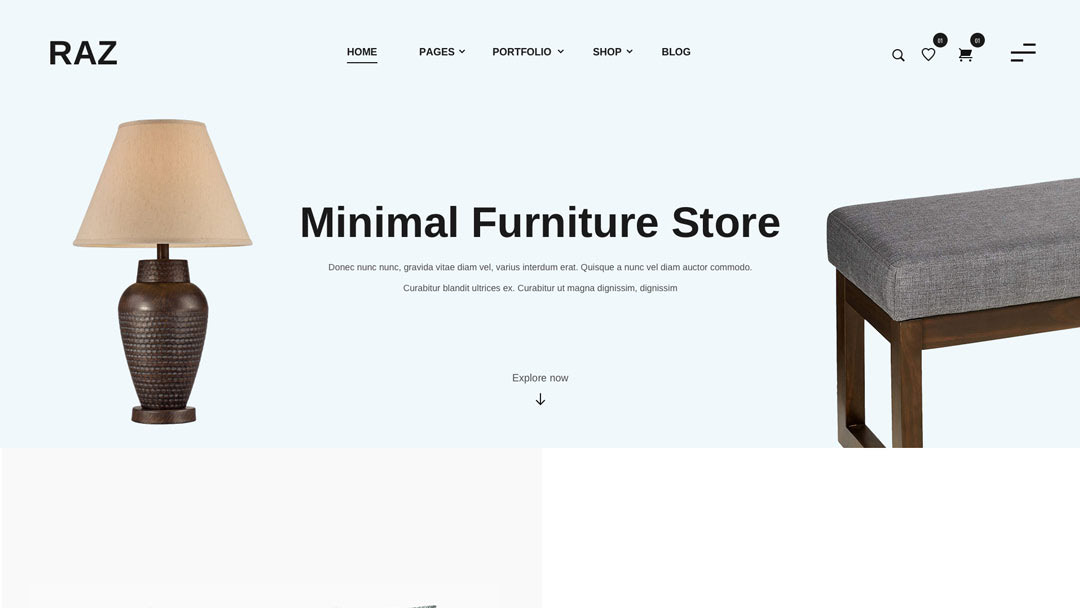 RAZ
HOME
PAGES
PORTFOLIO
SHOP
BLOG
01
01
Minimal Furniture Store
Donec nunc nunc, gravida vitae diam vel, varius interdum erat. Quisque a nunc vel diam auctor commodo.
Curabitur blandit ultrices ex. Curabitur ut magna dignissim, dignissim
Explore now